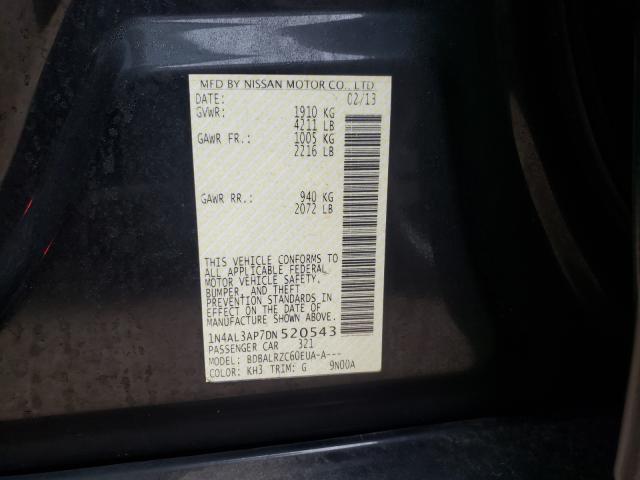 MFD BY NISSAN MOTOR CO., LTD
DATE: 02/13
GVWR: 1910 KG
4211 LB
GAWR FR.: 1005 KG
2216 LB
GAWR RR.: 940 KG
2072 LB
THIS VEHICLE CONFORMS TO
ALL APPLICABLE FEDERAL
MOTOR VEHICLE SAFETY,
BUMPER, AND THEFT
PREVENTION STANDARDS IN
EFFECT ON THE DATE OF
MANUFACTURE SHOWN ABOVE.
1N4AL3AP7DN520543
PASSENGER CAR 321
MODEL: BDBALRZC60EUA-A---
COLOR: KH3 TRIM: G 9N00A